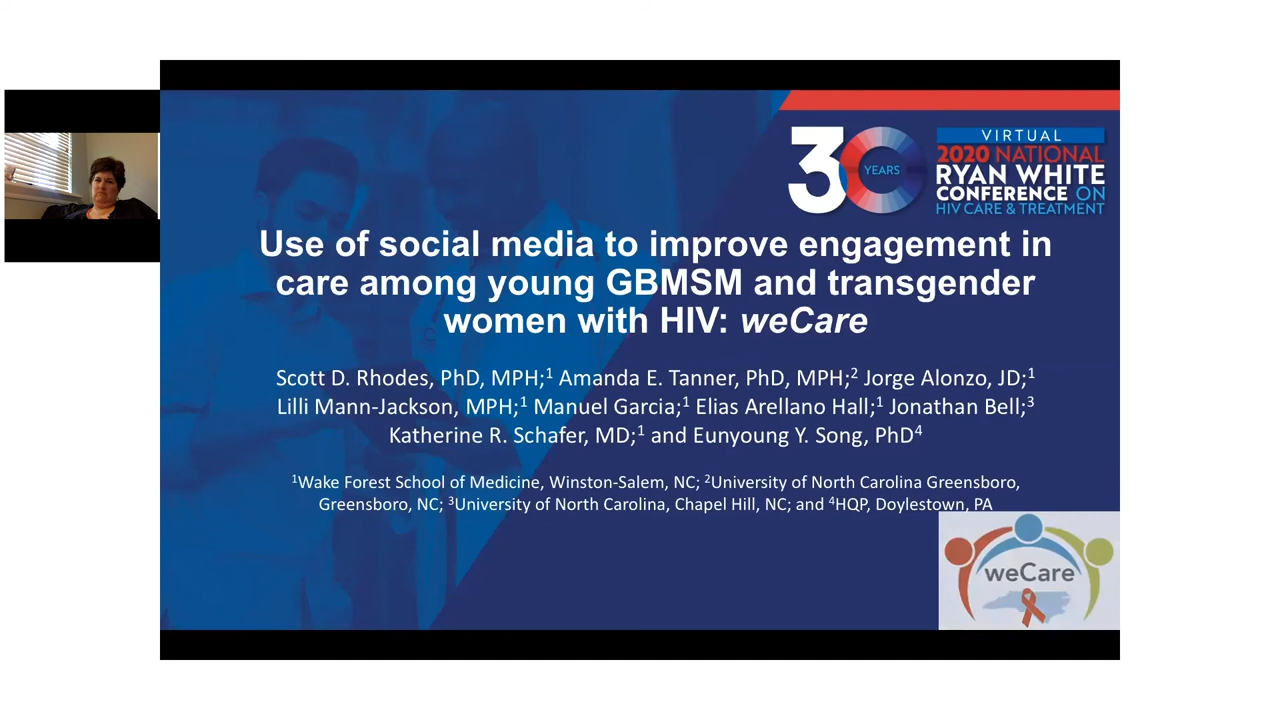 30
YEARS
VIRTUAL
2020 NATIONAL
RYAN WHITE
CONFERENCE ON
HIV CARE & TREATMENT
Use of social media to improve engagement in
care among young GBMSM and transgender
women with HIV: weCare
Scott D. Rhodes, PhD, MPH;¹ Amanda E. Tanner, PhD, MPH;² Jorge Alonzo, JD;¹
Lilli Mann-Jackson, MPH;¹ Manuel Garcia;¹ Elias Arellano Hall;¹ Jonathan Bell;³
Katherine R. Schafer, MD;¹ and Eunyoung Y. Song, PhD⁴
¹Wake Forest School of Medicine, Winston-Salem, NC; ²University of North Carolina Greensboro,
Greensboro, NC; ³University of North Carolina, Chapel Hill, NC; and ⁴HQP, Doylestown, PA
weCare